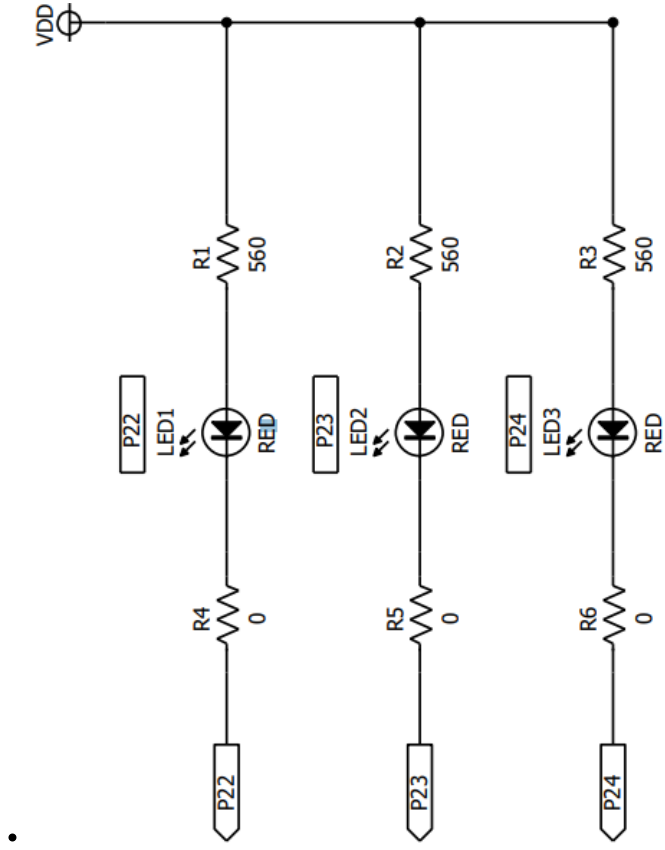 VDD
R1
560
R2
560
R3
560
P22
LED1
RED
P23
LED2
RED
P24
LED3
RED
R4
0
R5
0
R6
0
P22
P23
P24